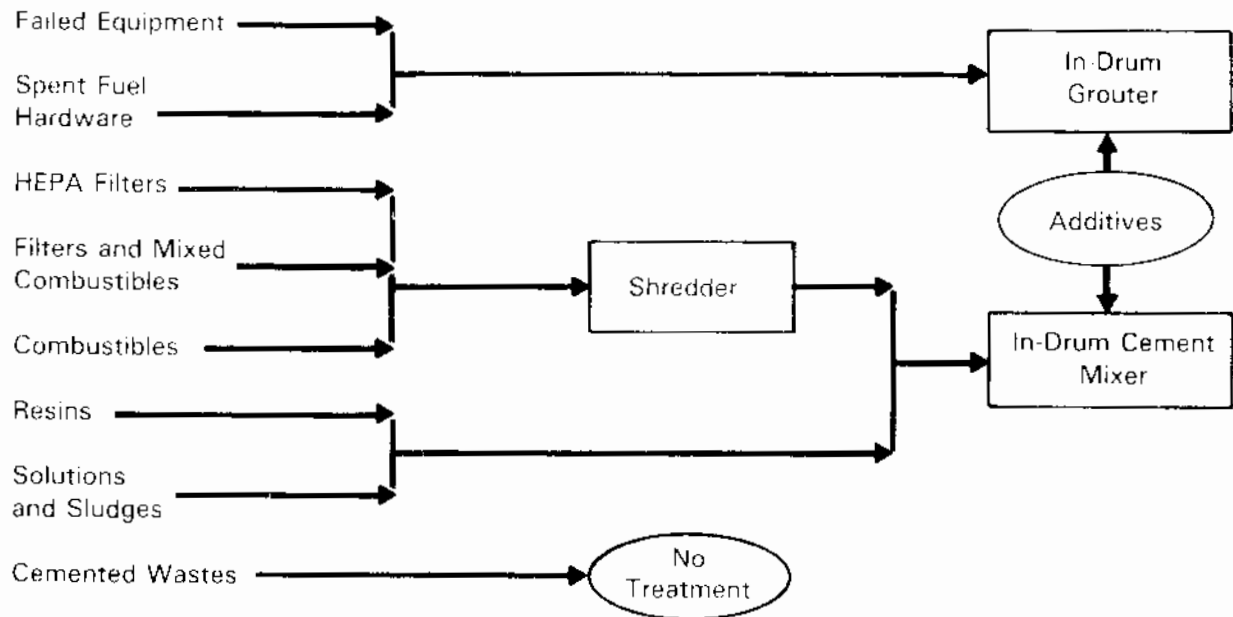 Failed Equipment
Spent Fuel
Hardware
In-Drum
Grouter
HEPA Filters
Additives
Filters and Mixed
Combustibles
Shredder
Combustibles
In-Drum Cement
Mixer
Resins
Solutions
and Sludges
Cemented Wastes
No
Treatment